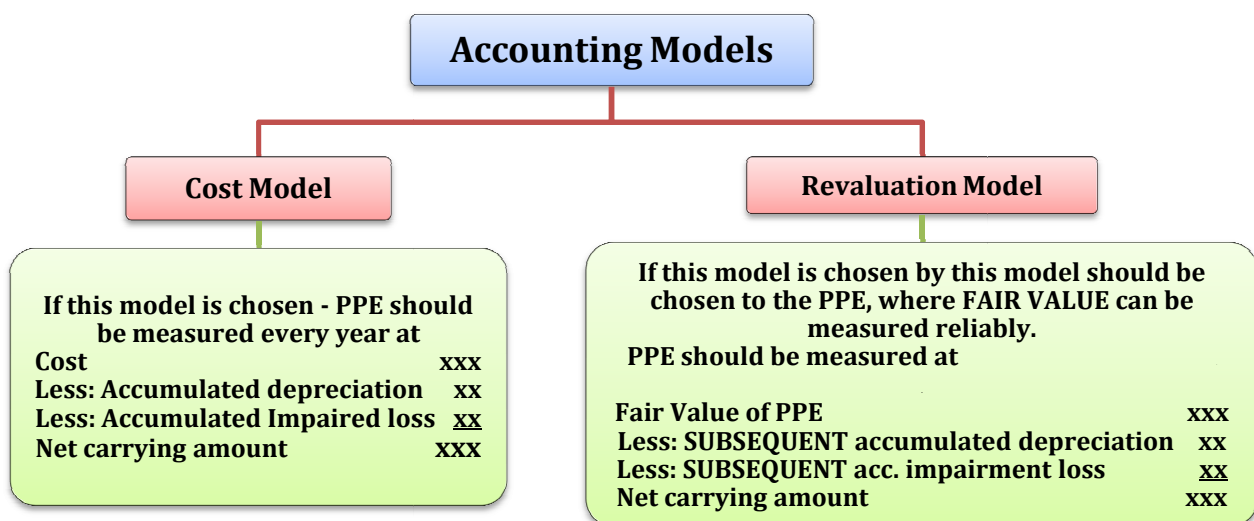 Accounting Models
Cost Model
If this model is chosen - PPE should
be measured every year at
Cost xxx
Less: Accumulated depreciation xx
Less: Accumulated Impaired loss xx
Net carrying amount xxx
Revaluation Model
If this model is chosen by this model should be
chosen to the PPE, where FAIR VALUE can be
measured reliably.
PPE should be measured at
Fair Value of PPE xxx
Less: SUBSEQUENT accumulated depreciation xx
Less: SUBSEQUENT acc. impairment loss xx
Net carrying amount xxx